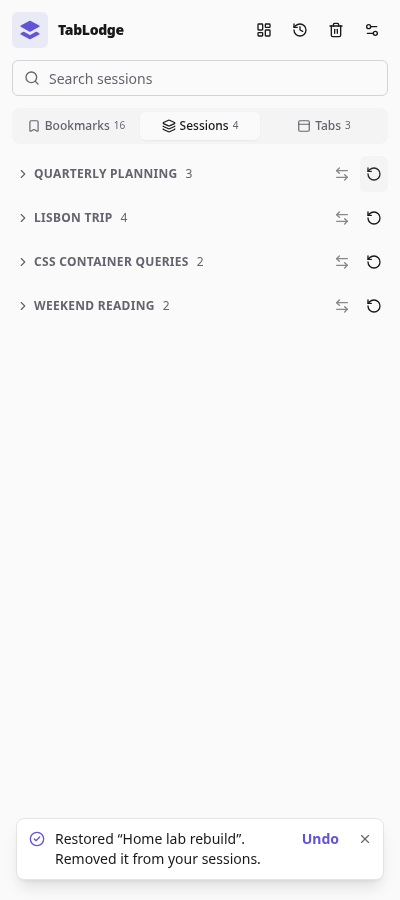 TabLodge
Search sessions
Bookmarks 16 Sessions 4 Tabs 3
QUARTERLY PLANNING 3
LISBON TRIP 4
CSS CONTAINER QUERIES 2
WEEKEND READING 2
Restored “Home lab rebuild”. Undo
Removed it from your sessions.